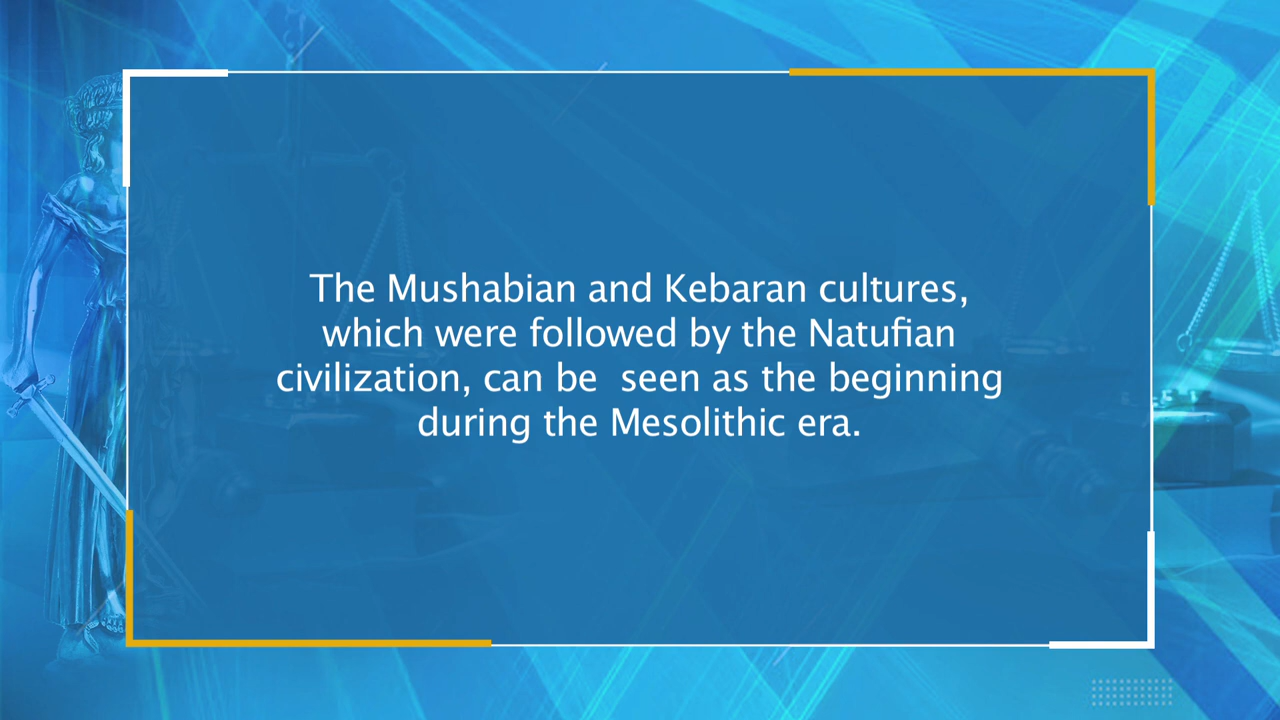 The Mushabian and Kebaran cultures,
which were followed by the Natufian
civilization, can be  seen as the beginning
during the Mesolithic era.